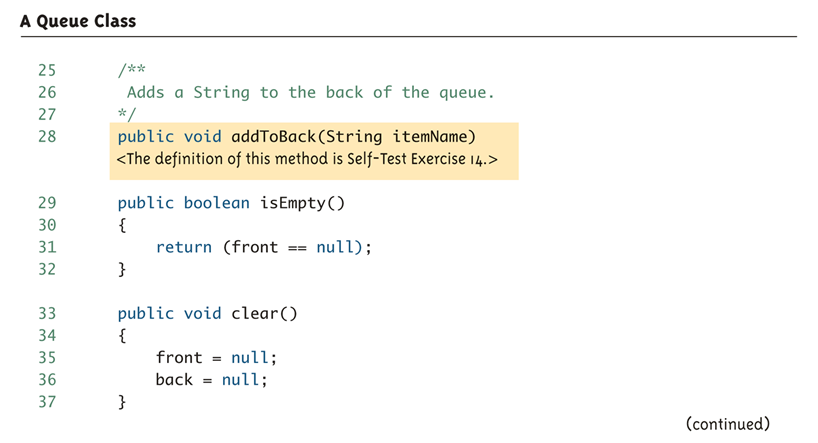 A Queue Class
25 /**
26 Adds a String to the back of the queue.
27 */
28 public void addToBack(String itemName)
<The definition of this method is Self-Test Exercise 14.>
29 public boolean isEmpty()
30 {
31 return (front == null);
32 }
33 public void clear()
34 {
35 front = null;
36 back = null;
37 }
(continued)